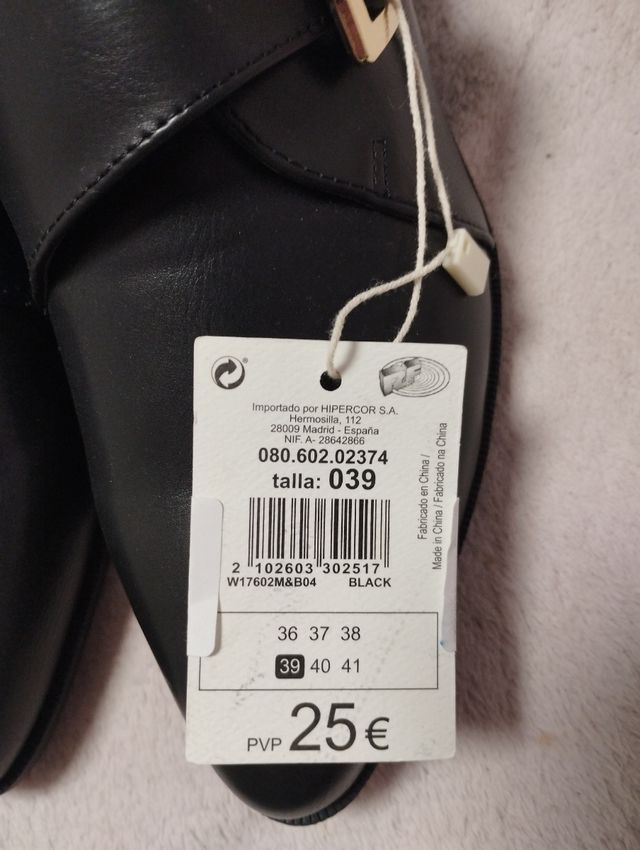 Importado por HIPERCOR S.A.
Hermosilla, 112
28009 Madrid - España
NIF. A- 28642866
080.602.02374
talla: 039
2 102603 302517
W17602M&B04 BLACK
Fabricado en China /
Made in China / Fabricado na China
36 37 38
39 40 41
PVP 25€